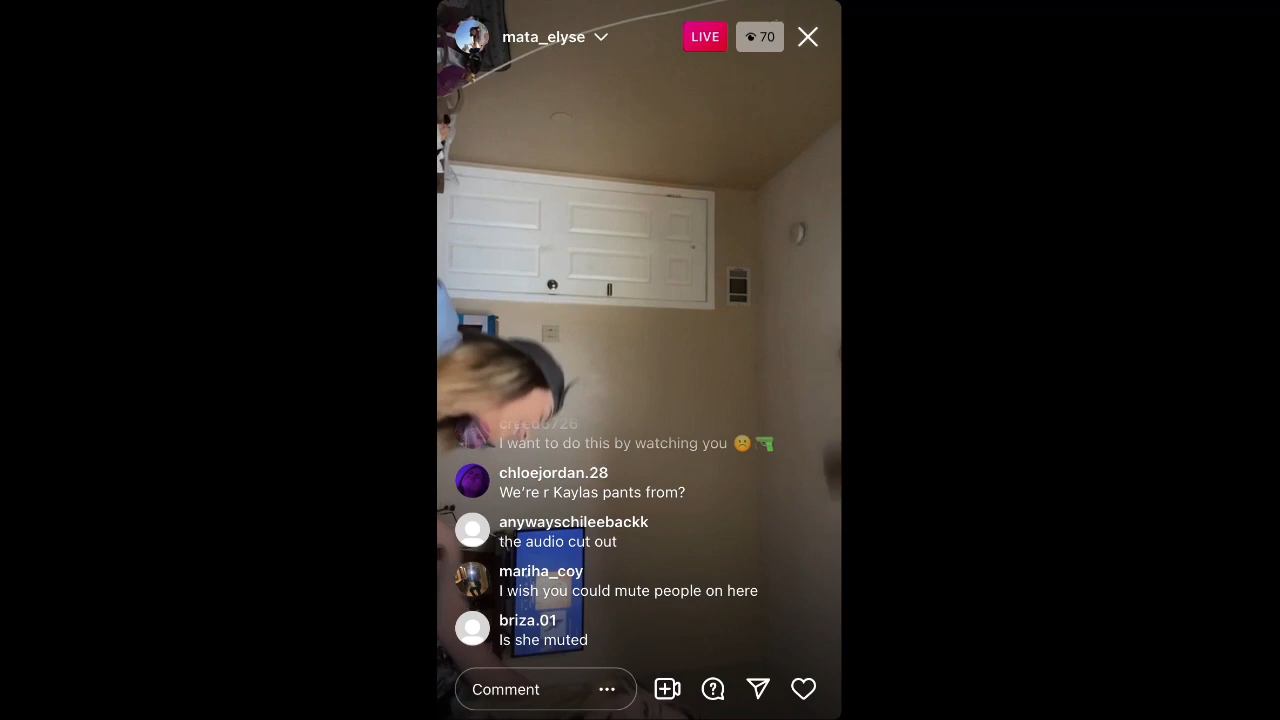 mata_elyse
LIVE
70
creedo726
I want to do this by watching you ☹️🔫
chloejordan.28
We’re r Kaylas pants from?
anywayschileebackk
the audio cut out
mariha_coy
I wish you could mute people on here
briza.01
Is she muted
Comment